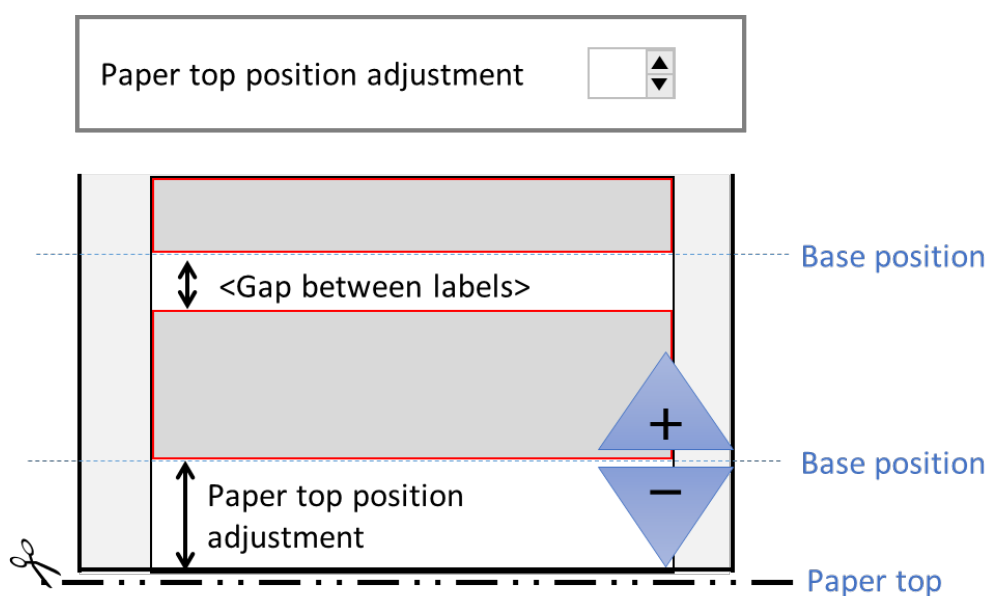 Paper top position adjustment
Base position
<Gap between labels>
+
Base position
−
Paper top position
adjustment
Paper top